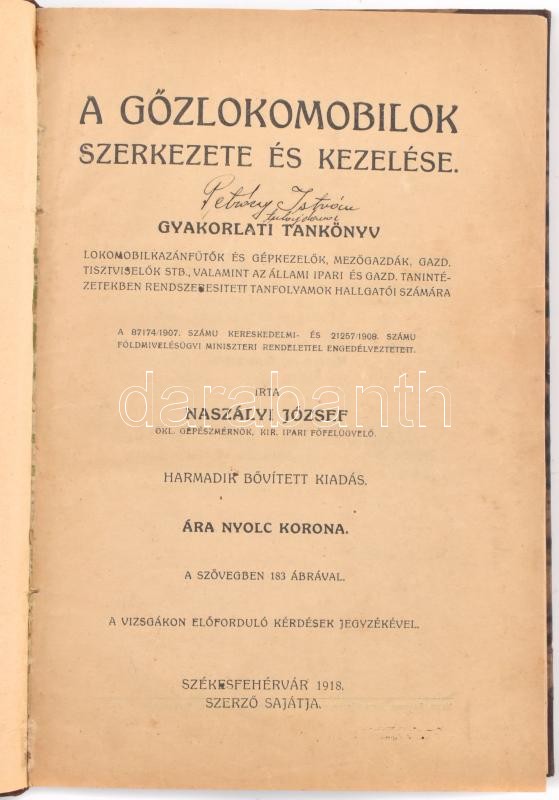 A GŐZLOKOMOBILOK
SZERKEZETE ÉS KEZELÉSE.
Petróny István
tulajdona
GYAKORLATI TANKÖNYV
LOKOMOBILKAZÁNFŰTŐK ÉS GÉPKEZELŐK, MEZŐGAZDÁK, GAZD.
TISZTVISELŐK STB., VALAMINT AZ ÁLLAMI IPARI ÉS GAZD. TANINTÉ-
ZETEKBEN RENDSZERESITETT TANFOLYAMOK HALLGATÓI SZÁMÁRA
A 87174/1907. SZÁMU KERESKEDELMI- ÉS 21257/1908. SZÁMU
FÖLDMIVELÉSÜGYI MINISZTERI RENDELETTEL ENGEDÉLYEZTETETT.
IRTA
darabanth
NASZÁLYI JÓZSEF
OKL. GÉPÉSZMÉRNÖK, KIR. IPARI FŐFELÜGYELŐ.
HARMADIK BŐVÍTETT KIADÁS.
ÁRA NYOLC KORONA.
A SZÖVEGBEN 183 ÁBRÁVAL.
A VIZSGÁKON ELŐFORDULÓ KÉRDÉSEK JEGYZÉKÉVEL.
SZÉKESFEHÉRVÁR 1918.
SZERZŐ SAJÁTJA.